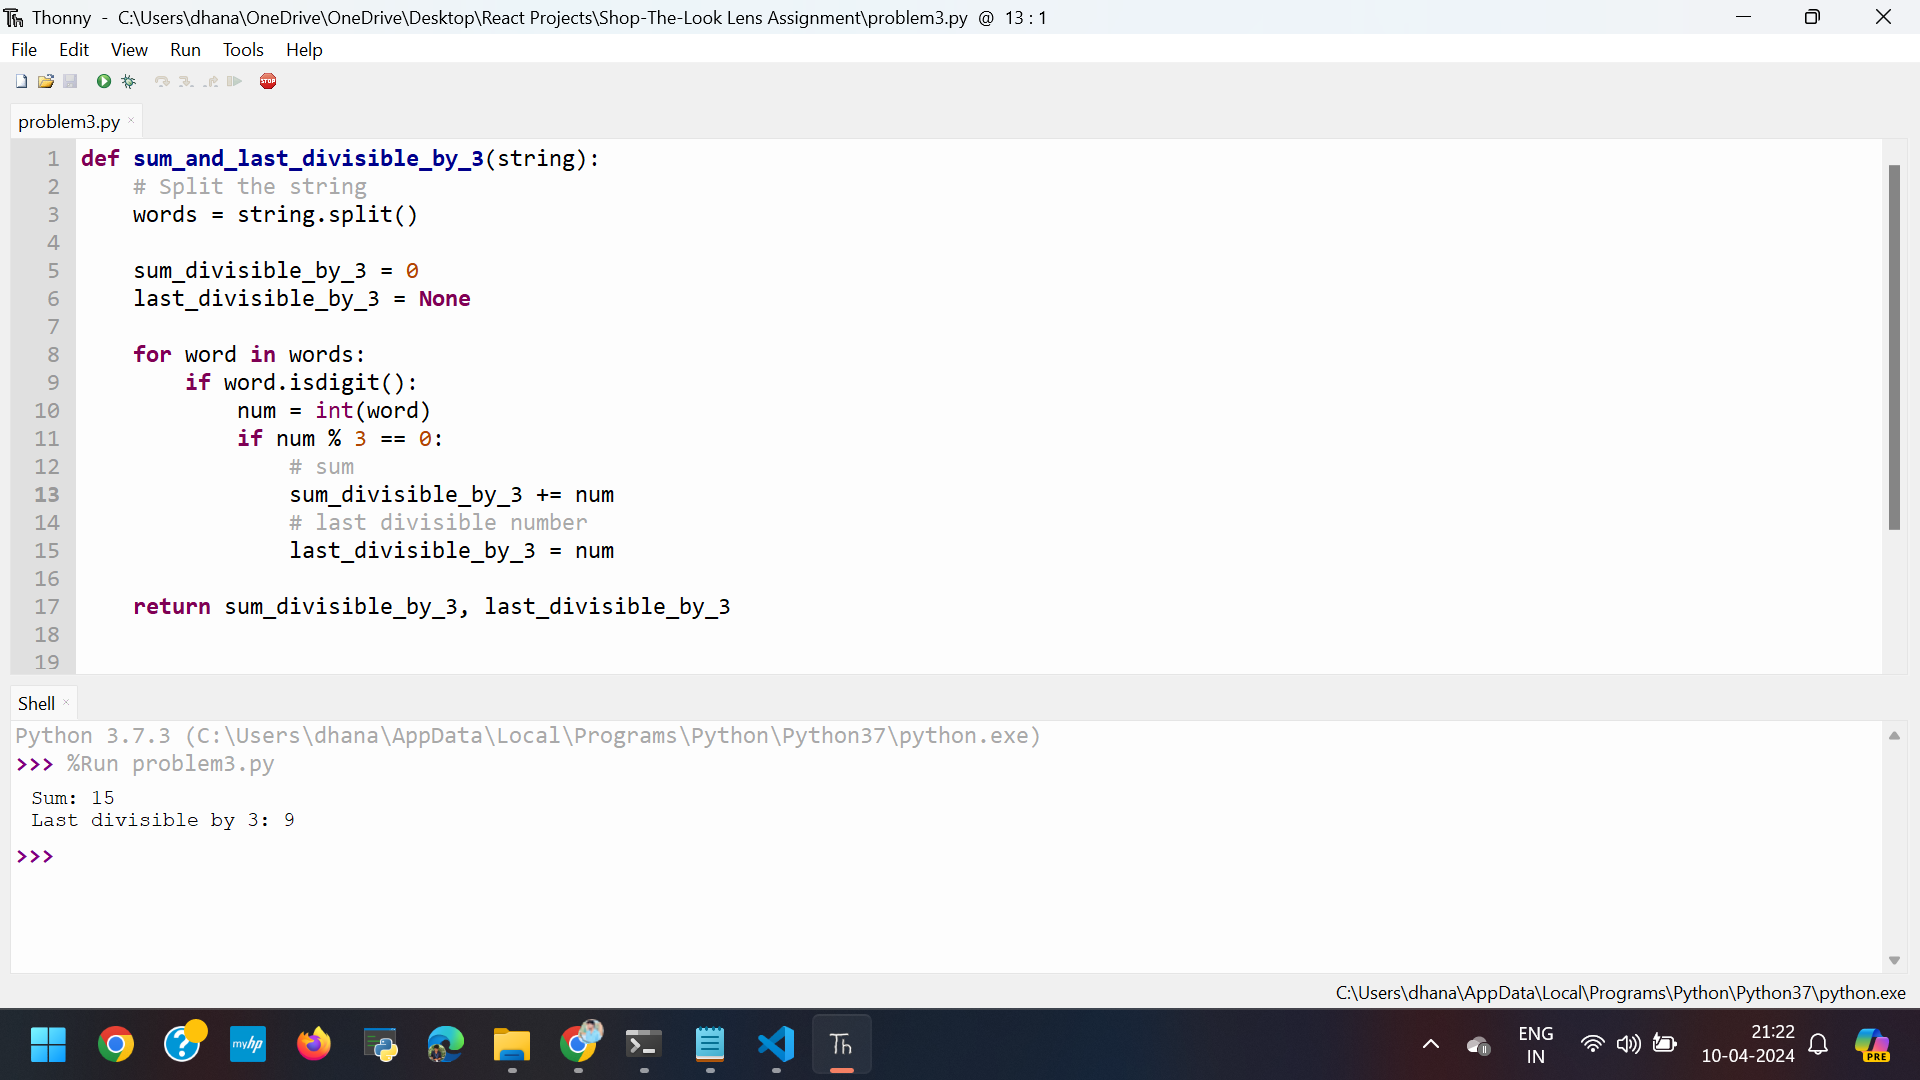 Thonny - C:\Users\dhana\OneDrive\OneDrive\Desktop\React Projects\Shop-The-Look Lens Assignment\problem3.py @ 13 : 1
File Edit View Run Tools Help
STOP
problem3.py ×
1 def sum_and_last_divisible_by_3(string):
2     # Split the string
3     words = string.split()
4
5     sum_divisible_by_3 = 0
6     last_divisible_by_3 = None
7
8     for word in words:
9         if word.isdigit():
10             num = int(word)
11             if num % 3 == 0:
12                 # sum
13                 sum_divisible_by_3 += num
14                 # last divisible number
15                 last_divisible_by_3 = num
16
17     return sum_divisible_by_3, last_divisible_by_3
18
19
Shell ×
Python 3.7.3 (C:\Users\dhana\AppData\Local\Programs\Python\Python37\python.exe)
>>> %Run problem3.py
Sum: 15
Last divisible by 3: 9
>>>
C:\Users\dhana\AppData\Local\Programs\Python\Python37\python.exe
? myhp Th
ENG
IN
21:22
10-04-2024
PRE